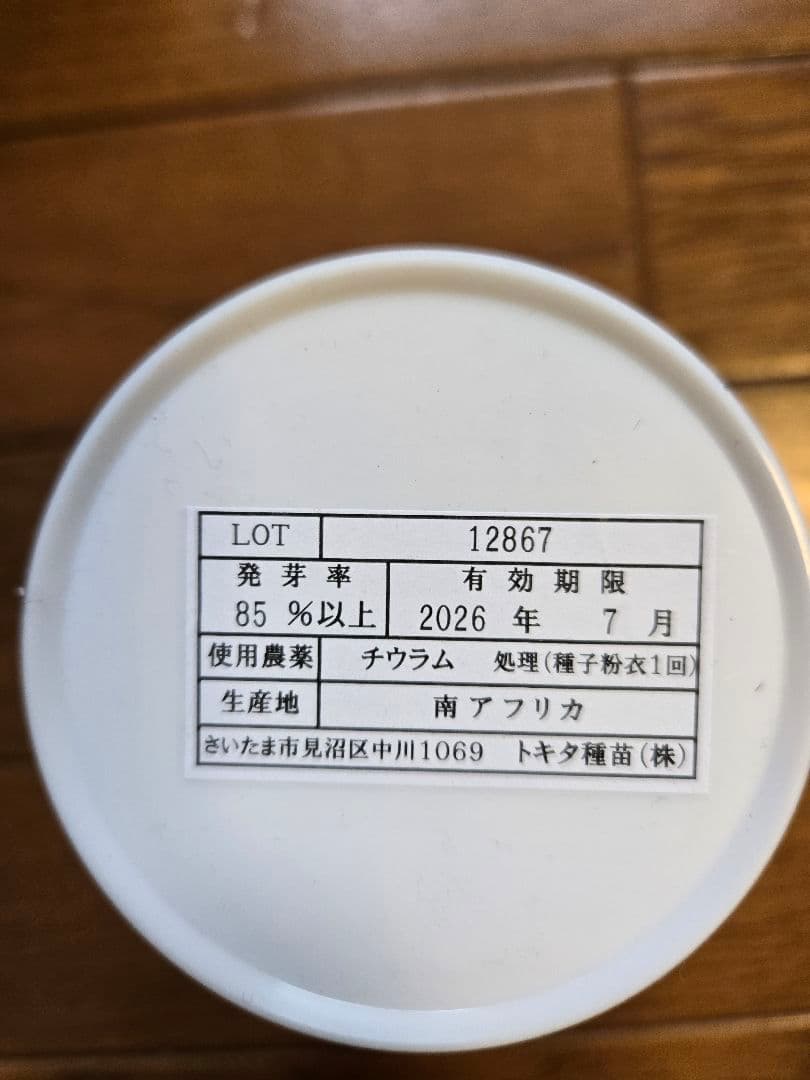 LOT 12867
発芽率 有効期限
85 %以上 2026 年 7 月
使用農薬 チウラム 処理(種子粉衣1回)
生産地 南アフリカ
さいたま市見沼区中川1069 トキタ種苗(株)